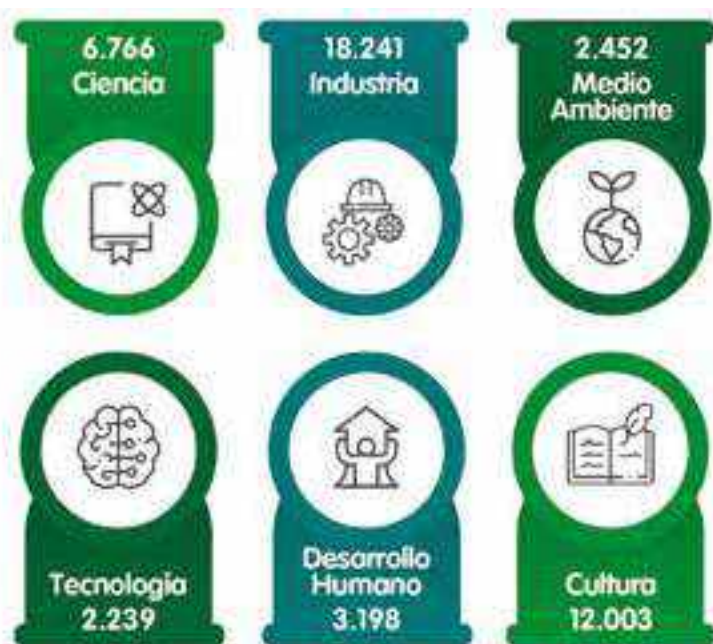 6.766
Ciencia
18.241
Industria
2.452
Medio
Ambiente
Tecnología
2.239
Desarrollo
Humano
3.198
Cultura
12.003